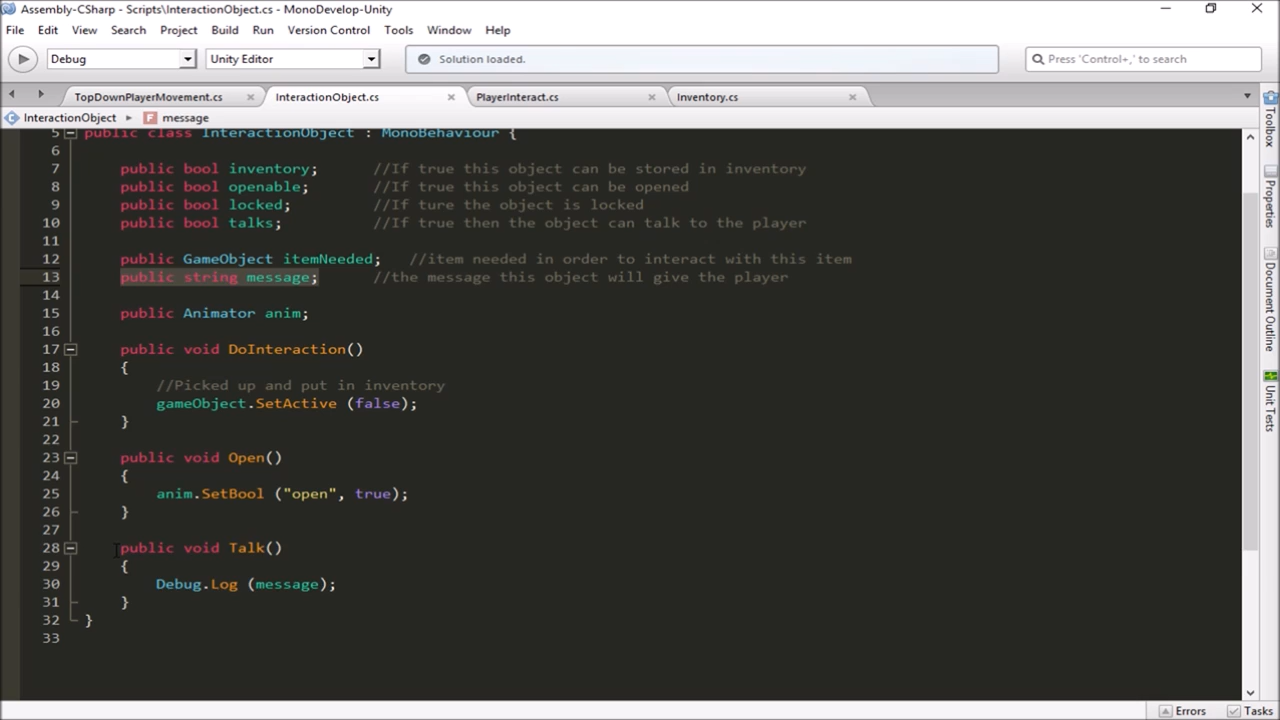 Assembly-CSharp - Scripts\InteractionObject.cs - MonoDevelop-Unity
File Edit View Search Project Build Run Version Control Tools Window Help
Debug Unity Editor Solution loaded. Press 'Control+,' to search
TopDownPlayerMovement.cs InteractionObject.cs PlayerInteract.cs Inventory.cs
InteractionObject message
5 public class InteractionObject : MonoBehaviour {
6
7 public bool inventory; //If true this object can be stored in inventory
8 public bool openable; //If true this object can be opened
9 public bool locked; //If ture the object is locked
10 public bool talks; //If true then the object can talk to the player
11
12 public GameObject itemNeeded; //item needed in order to interact with this item
13 public string message; //the message this object will give the player
14
15 public Animator anim;
16
17 public void DoInteraction()
18 {
19 //Picked up and put in inventory
20 gameObject.SetActive (false);
21 }
22
23 public void Open()
24 {
25 anim.SetBool ("open", true);
26 }
27
28 public void Talk()
29 {
30 Debug.Log (message);
31 }
32 }
33
Toolbox
Properties
Document Outline
Unit Tests
Errors Tasks